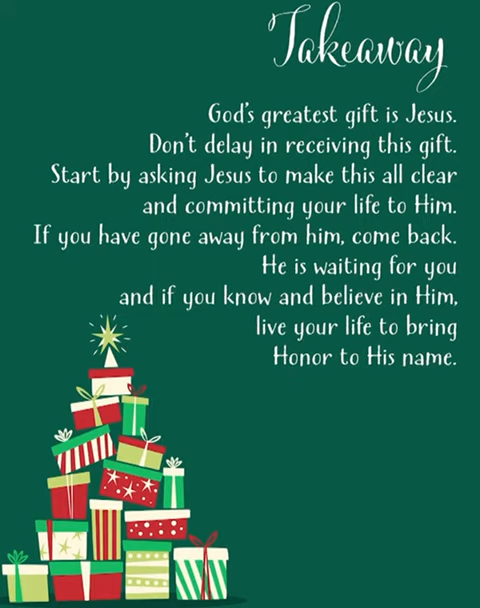 Takeaway
God's greatest gift is Jesus.
Don't delay in receiving this gift.
Start by asking Jesus to make this all clear
and committing your life to Him.
If you have gone away from him, come back.
He is waiting for you
and if you know and believe in Him,
live your life to bring
Honor to His name.